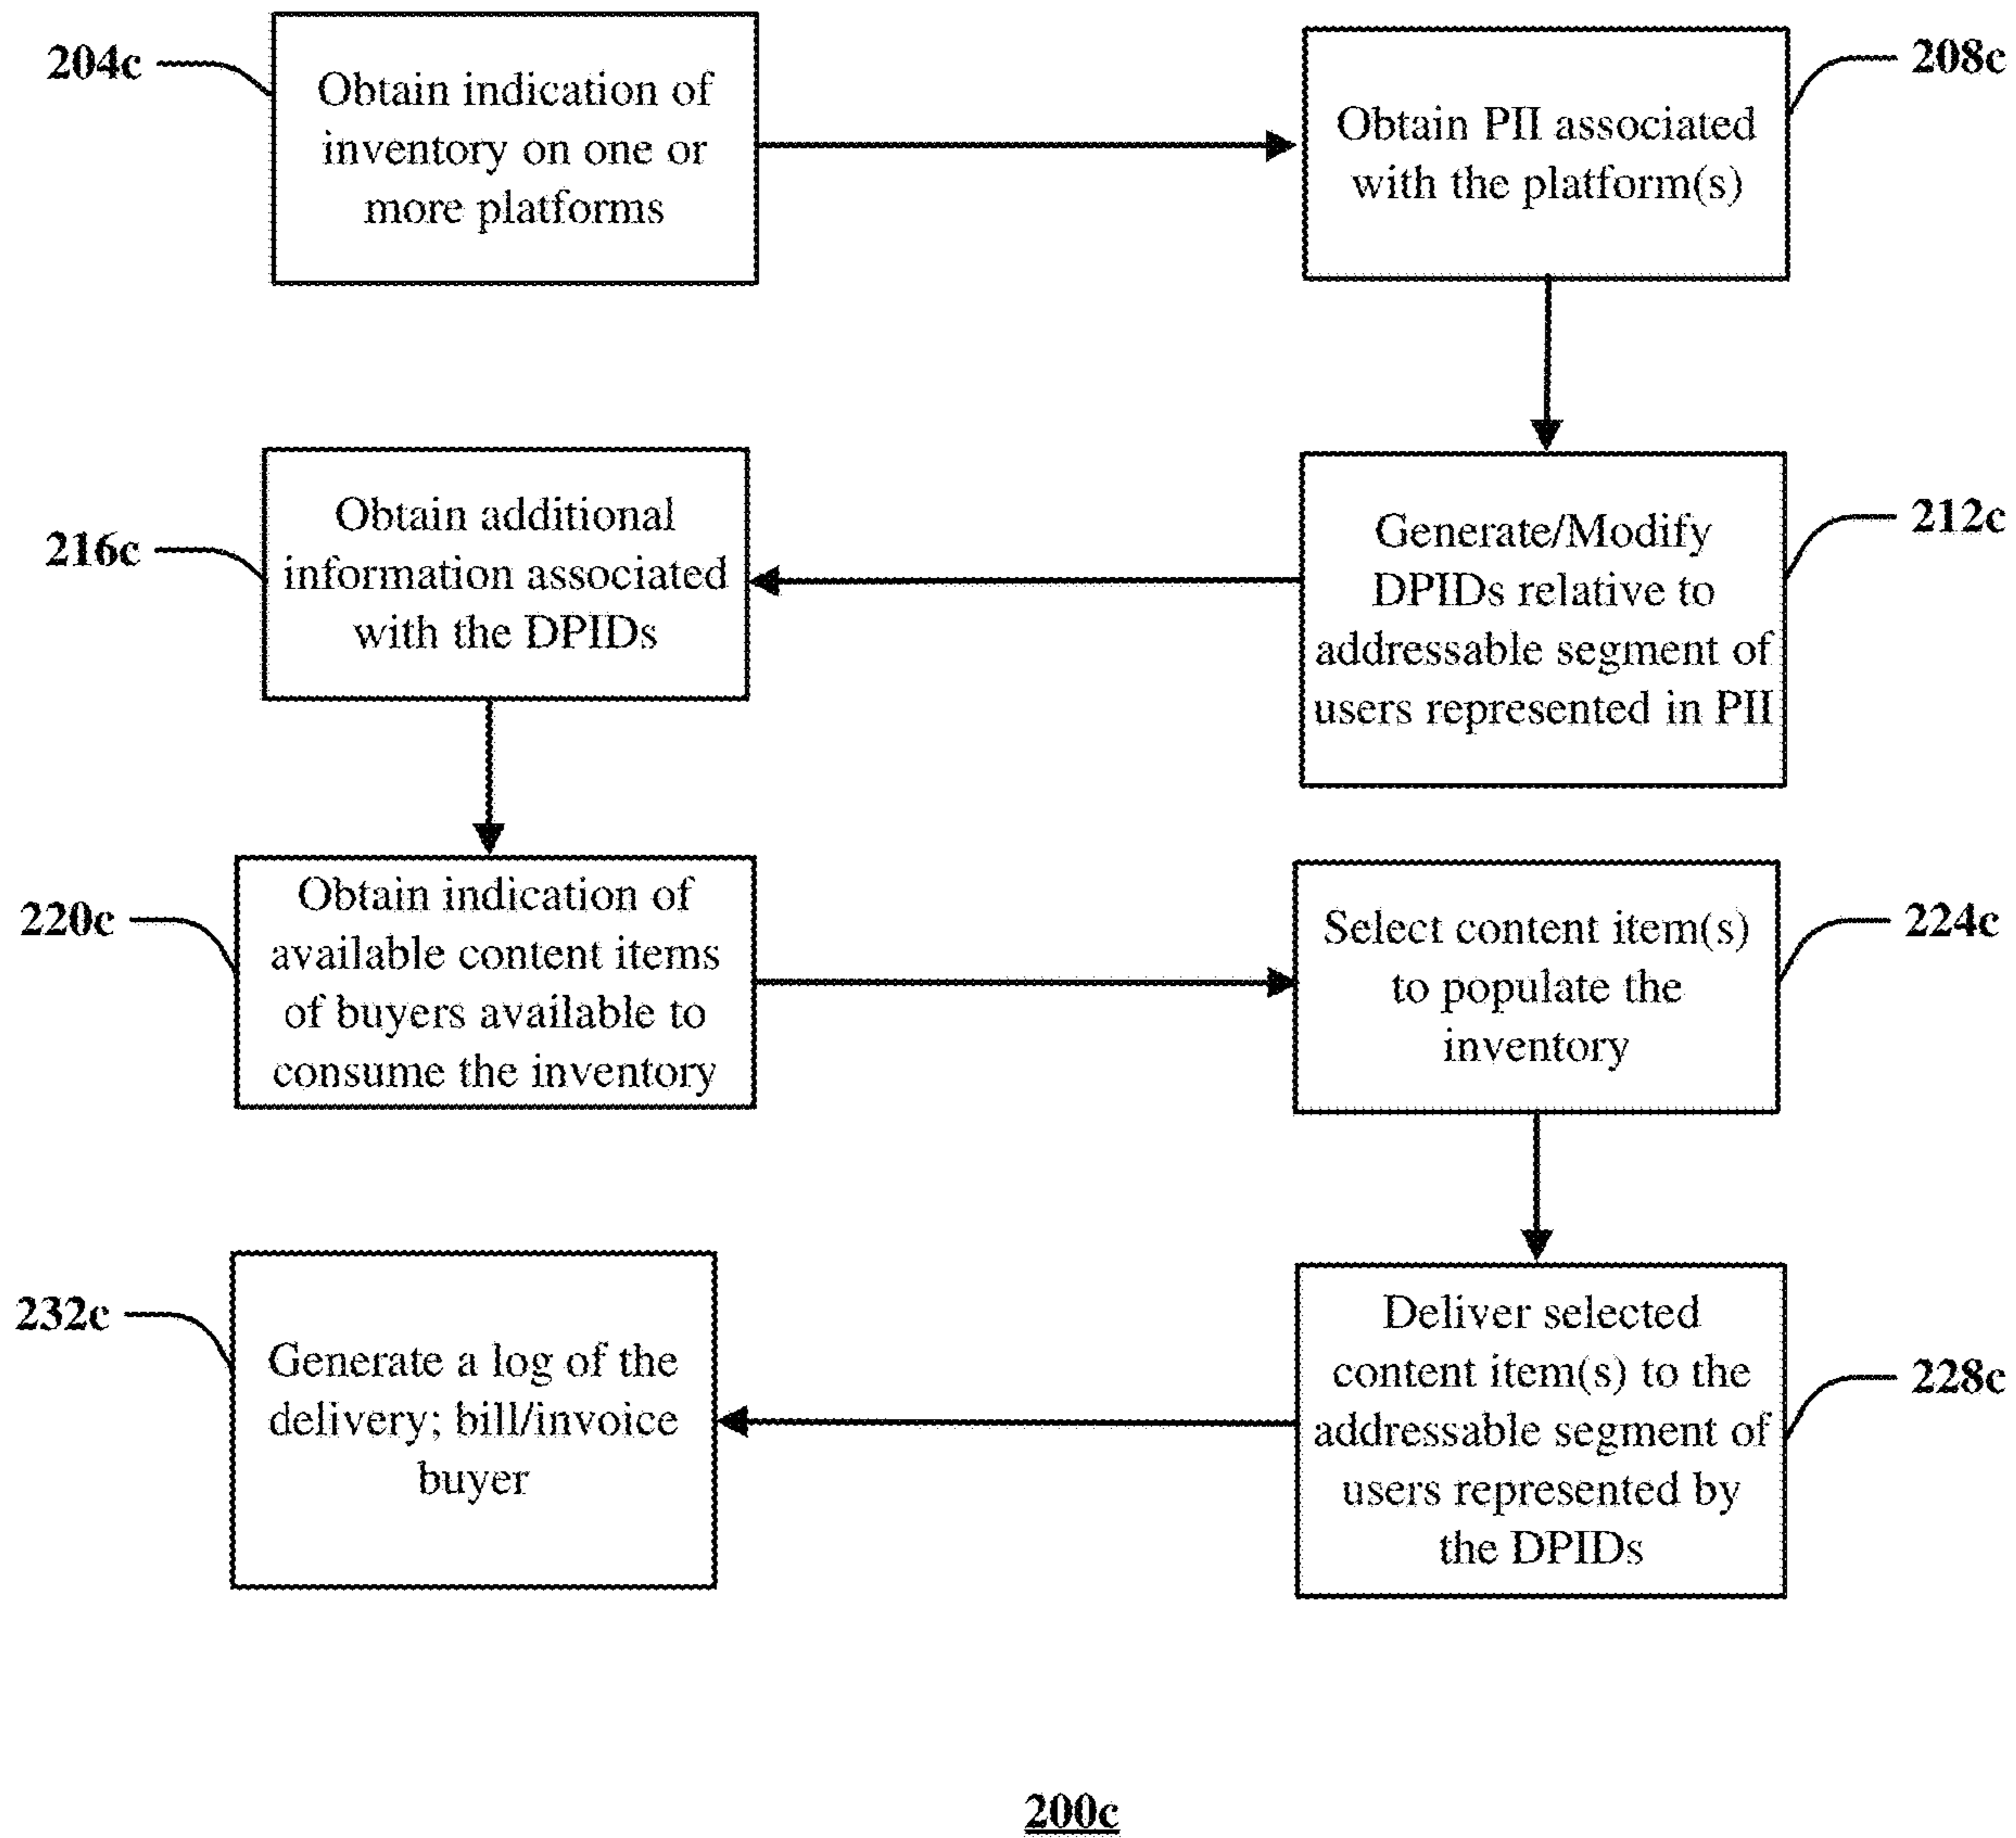 204c
Obtain indication of
inventory on one or
more platforms
208c
Obtain PII associated
with the platform(s)
212c
Generate/Modify
DPIDs relative to
addressable segment of
users represented in PII
216c
Obtain additional
information associated
with the DPIDs
220c
Obtain indication of
available content items
of buyers available to
consume the inventory
224c
Select content item(s)
to populate the
inventory
228c
Deliver selected
content item(s) to the
addressable segment of
users represented by
the DPIDs
232c
Generate a log of the
delivery; bill/invoice
buyer
200c